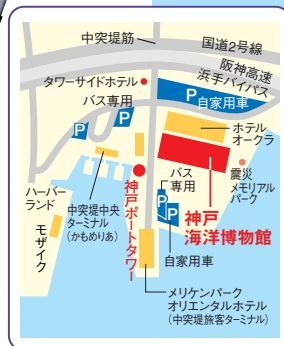 中突堤筋
国道2号線
阪神高速
浜手バイパス
タワーサイドホテル
P自家用車
バス専用
P
P
ホテル
オークラ
ハーバー
ランド
モザイク
中突堤中央
ターミナル
(かもめりあ)
神戸ポートタワー
バス
専用
P
P
自家用車
震災
メモリアル
パーク
神戸
海洋博物館
メリケンパーク
オリエンタルホテル
(中突堤旅客ターミナル)